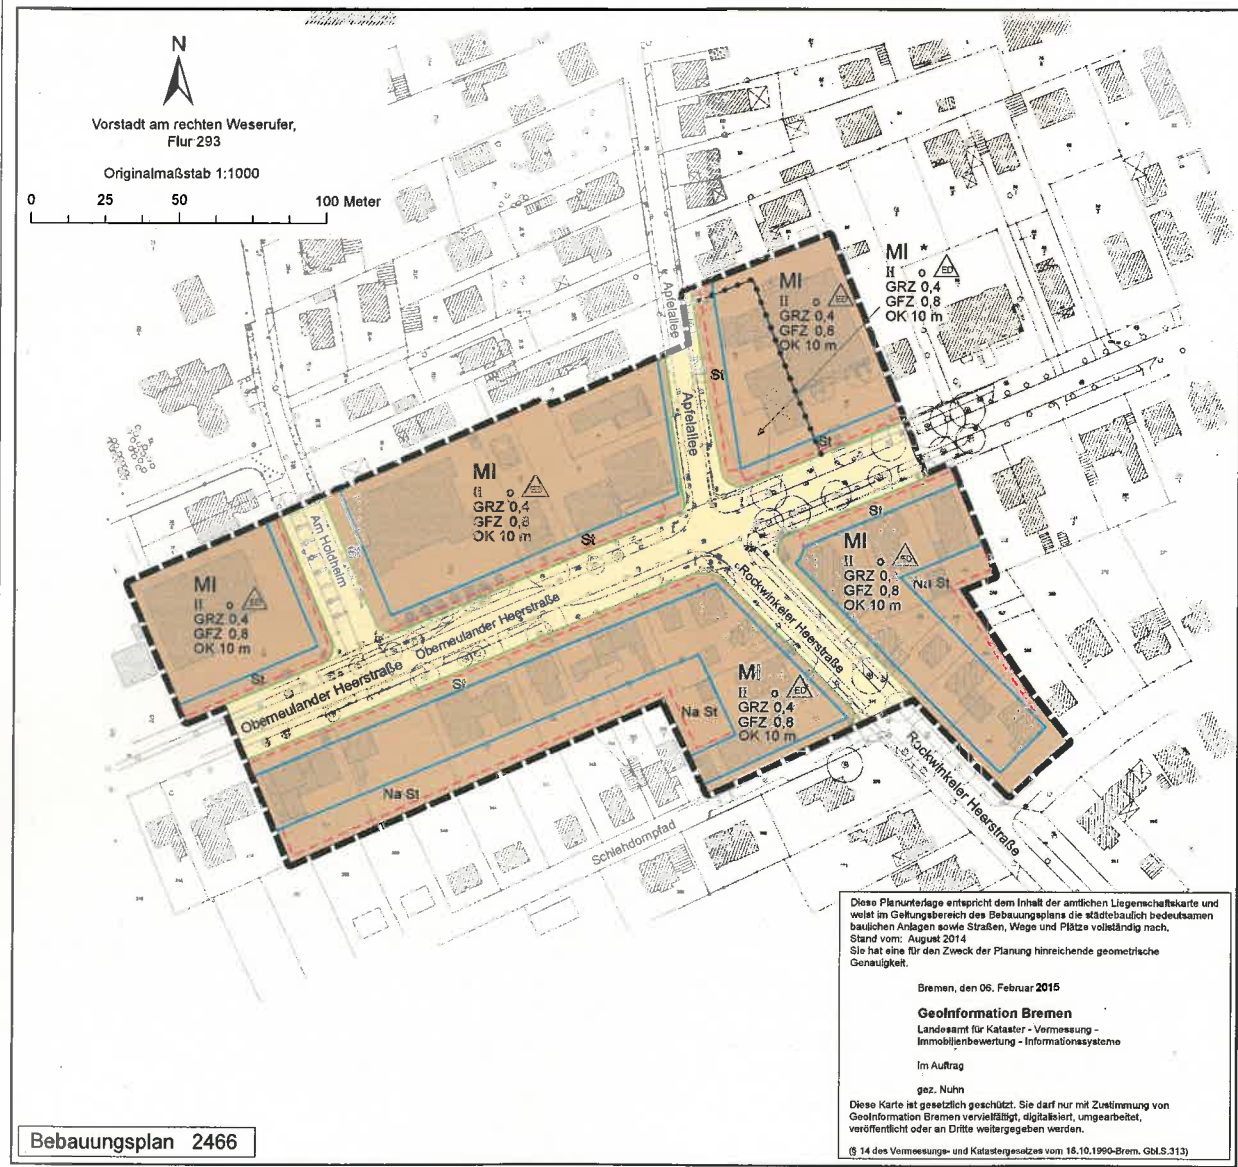 N
Vorstadt am rechten Weserufer,
Flur 293
Originalmaßstab 1:1000
0 25 50 100 Meter
Apfelallee
MI
II o ED
GRZ 0,4
GFZ 0,8
OK 10 m
MI *
II o ED
GRZ 0,4
GFZ 0,8
OK 10 m
St
Apfelallee
St
MI
II o ED
GRZ 0,4
GFZ 0,8
OK 10 m
St
Am Holdheim
MI
II o ED
GRZ 0,4
GFZ 0,8
OK 10 m
St
St
MI
II o ED
GRZ 0,4
GFZ 0,8
OK 10 m
Na St
Rockwinkeler Heerstraße
Oberneulander Heerstraße
Oberneulander Heerstraße
St
MI
II o ED
GRZ 0,4
GFZ 0,8
OK 10 m
Na St
Na St
Rockwinkeler Heerstraße
Schlehdornpfad
Diese Planunterlage entspricht dem Inhalt der amtlichen Liegenschaftskarte und
weist im Geltungsbereich des Bebauungsplans die städtebaulich bedeutsamen
baulichen Anlagen sowie Straßen, Wege und Plätze vollständig nach.
Stand vom: August 2014
Sie hat eine für den Zweck der Planung hinreichende geometrische
Genauigkeit.
Bremen, den 06. Februar 2015
GeoInformation Bremen
Landesamt für Kataster - Vermessung -
Immobilienbewertung - Informationssysteme
Im Auftrag
gez. Nuhn
Diese Karte ist gesetzlich geschützt. Sie darf nur mit Zustimmung von
GeoInformation Bremen vervielfältigt, digitalisiert, umgearbeitet,
veröffentlicht oder an Dritte weitergegeben werden.
(§ 14 des Vermessungs- und Katastergesetzes vom 18.10.1990-Brem. Gbl.S.313)
Bebauungsplan 2466